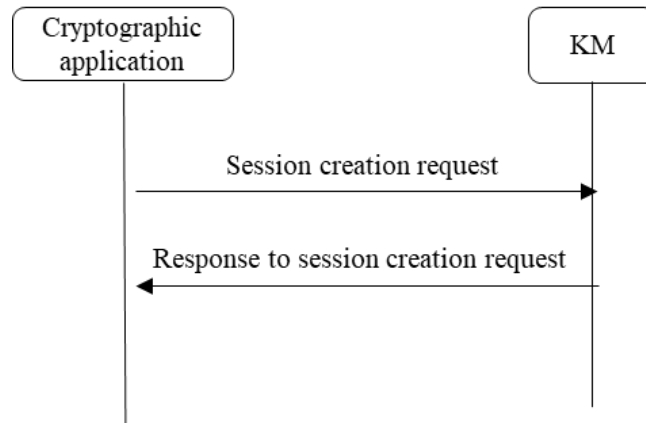 Cryptographic
application
KM
Session creation request
Response to session creation request